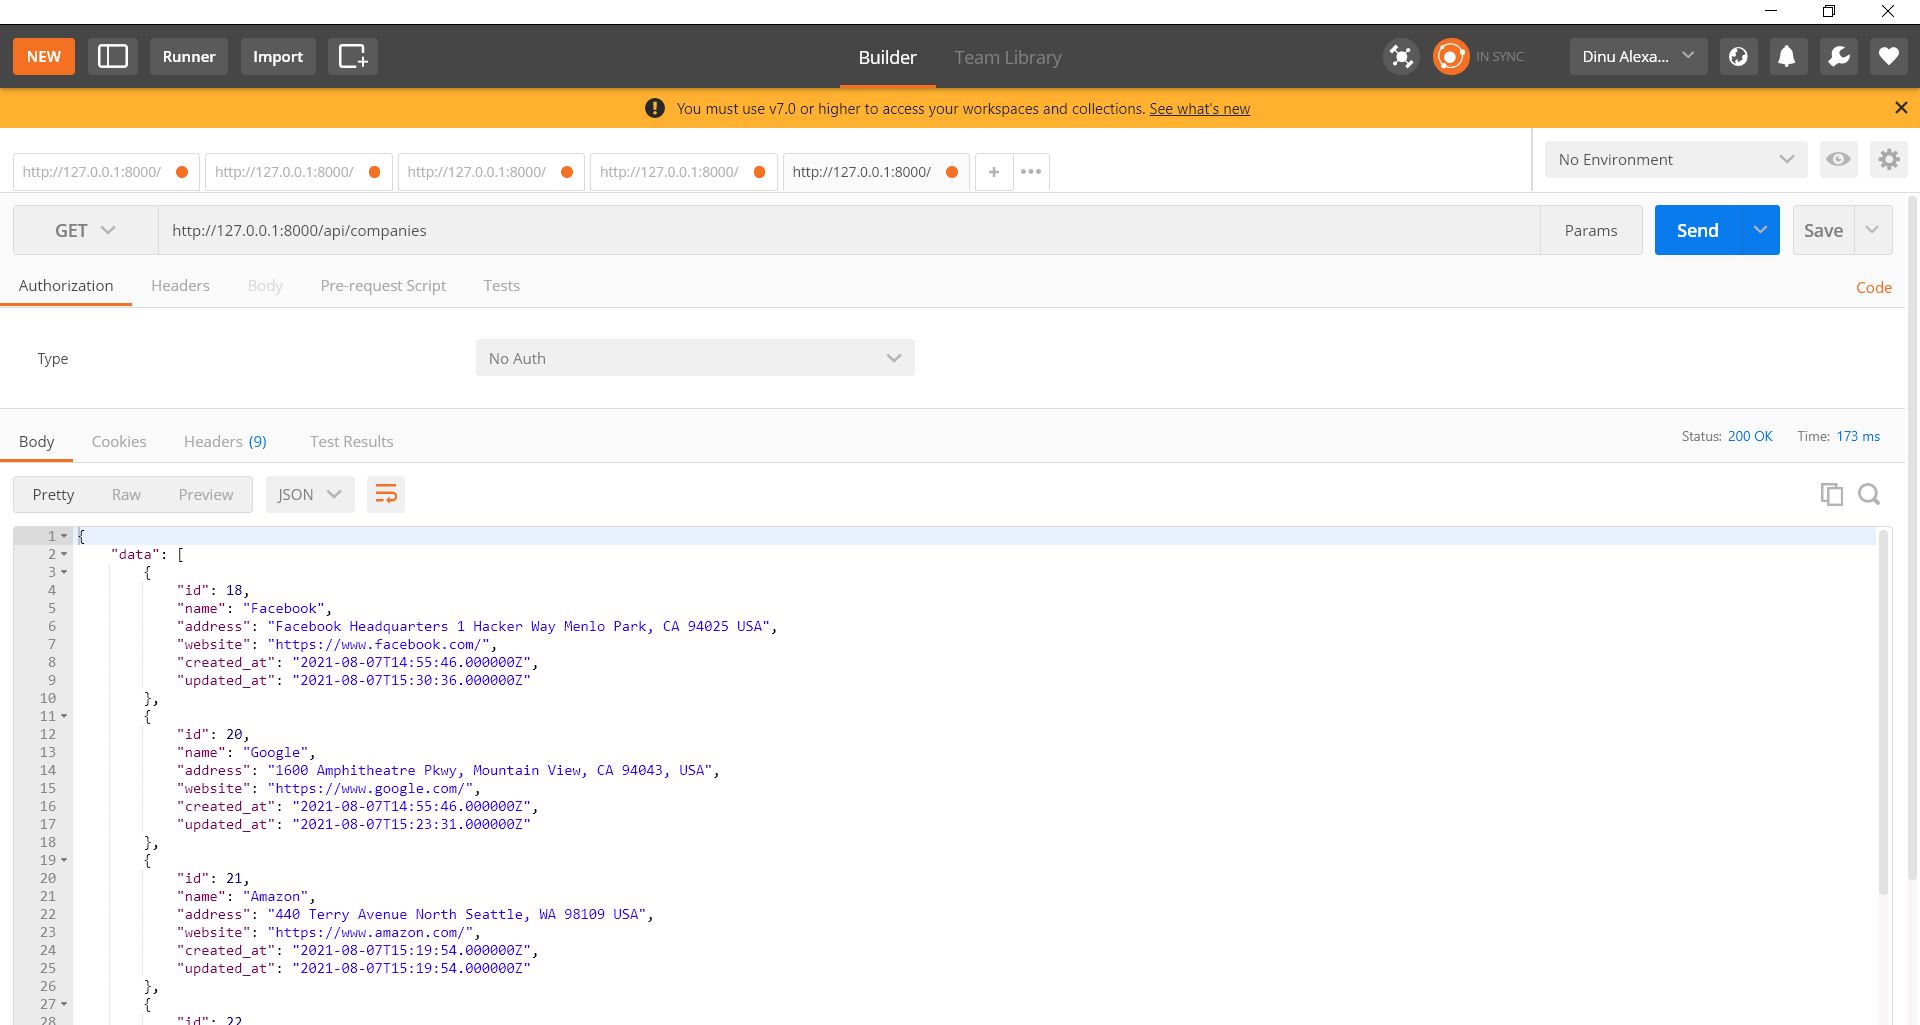 NEW Runner Import Builder Team Library IN SYNC Dinu Alexa...
You must use v7.0 or higher to access your workspaces and collections. See what's new
http://127.0.0.1:8000/ http://127.0.0.1:8000/ http://127.0.0.1:8000/ http://127.0.0.1:8000/ http://127.0.0.1:8000/ + ••• No Environment
GET http://127.0.0.1:8000/api/companies Params Send Save
Authorization Headers Body Pre-request Script Tests Code
Type No Auth
Body Cookies Headers (9) Test Results Status: 200 OK Time: 173 ms
Pretty Raw Preview JSON
1 {
2 "data": [
3 {
4 "id": 18,
5 "name": "Facebook",
6 "address": "Facebook Headquarters 1 Hacker Way Menlo Park, CA 94025 USA",
7 "website": "https://www.facebook.com/",
8 "created_at": "2021-08-07T14:55:46.000000Z",
9 "updated_at": "2021-08-07T15:30:36.000000Z"
10 },
11 {
12 "id": 20,
13 "name": "Google",
14 "address": "1600 Amphitheatre Pkwy, Mountain View, CA 94043, USA",
15 "website": "https://www.google.com/",
16 "created_at": "2021-08-07T14:55:46.000000Z",
17 "updated_at": "2021-08-07T15:23:31.000000Z"
18 },
19 {
20 "id": 21,
21 "name": "Amazon",
22 "address": "440 Terry Avenue North Seattle, WA 98109 USA",
23 "website": "https://www.amazon.com/",
24 "created_at": "2021-08-07T15:19:54.000000Z",
25 "updated_at": "2021-08-07T15:19:54.000000Z"
26 },
27 {
28 "id": 22